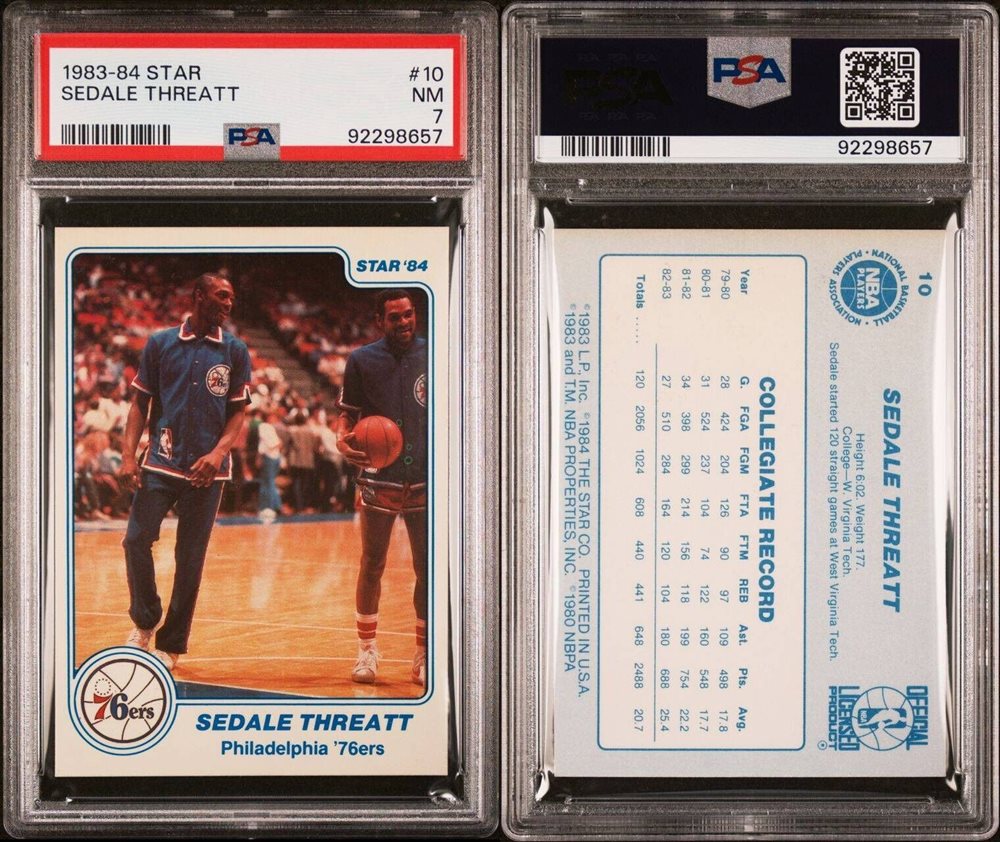 1983-84 STAR #10
SEDALE THREATT NM
7
PSA 92298657
STAR '84
76
76ers
SEDALE THREATT
Philadelphia '76ers
PSA
92298657
10
NATIONAL BASKETBALL
PLAYERS ASSOCIATION
NBA
PLAYERS
SEDALE THREATT
Height 6:02. Weight 177.
College—W. Virginia Tech.
Sedale started 120 straight games at West Virginia Tech.
OFFICIAL
NBA
LICENSED
PRODUCT ®
COLLEGIATE RECORD
Year G. FGA FGM FTA FTM REB Ast. Pts. Avg.
79-80 28 424 204 126 90 97 109 498 17.8
80-81 31 524 237 104 74 122 160 548 17.7
81-82 34 398 299 214 156 118 199 754 22.2
82-83 27 510 284 164 120 104 180 688 25.4
Totals ..... 120 2056 1024 608 440 441 648 2488 20.7
©1983 L.P., Inc. ©1984 THE STAR CO. PRINTED IN U.S.A.
©1983 and T.M. NBA PROPERTIES, INC. ©1980 NBPA